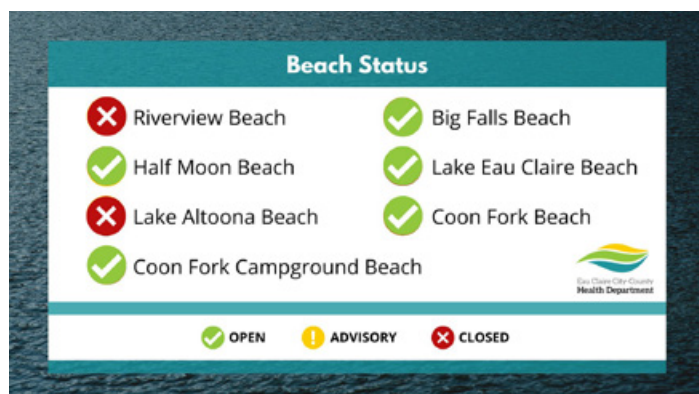 Beach Status
Riverview Beach
Big Falls Beach
Half Moon Beach
Lake Eau Claire Beach
Lake Altoona Beach
Coon Fork Beach
Coon Fork Campground Beach
Eau Claire City-County
Health Department
OPEN
ADVISORY
CLOSED